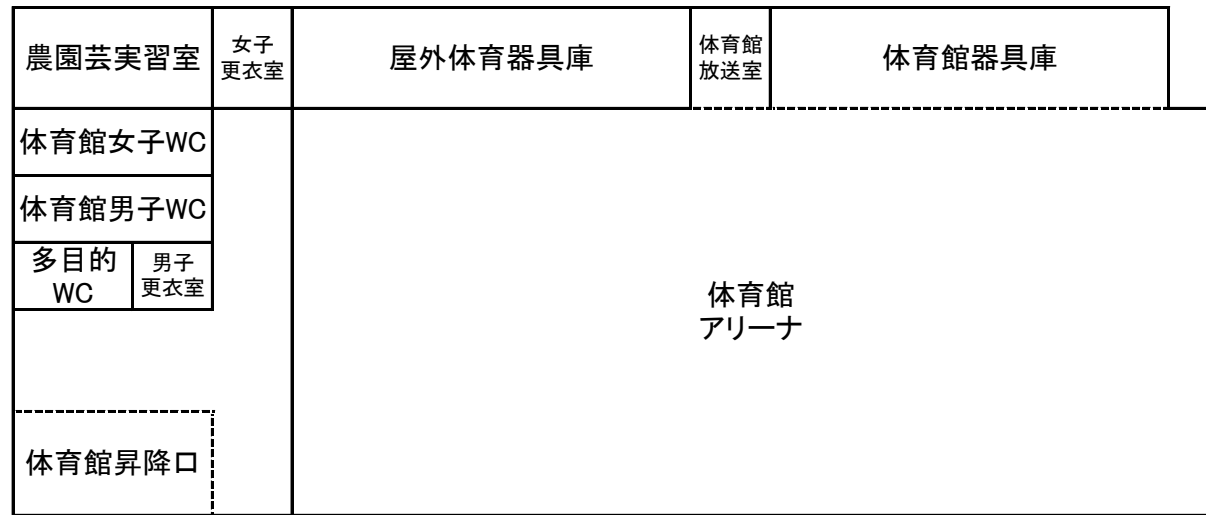 農園芸実習室
女子
更衣室
屋外体育器具庫
体育館
放送室
体育館器具庫
体育館女子WC
体育館男子WC
多目的
WC
男子
更衣室
体育館
アリーナ
体育館昇降口